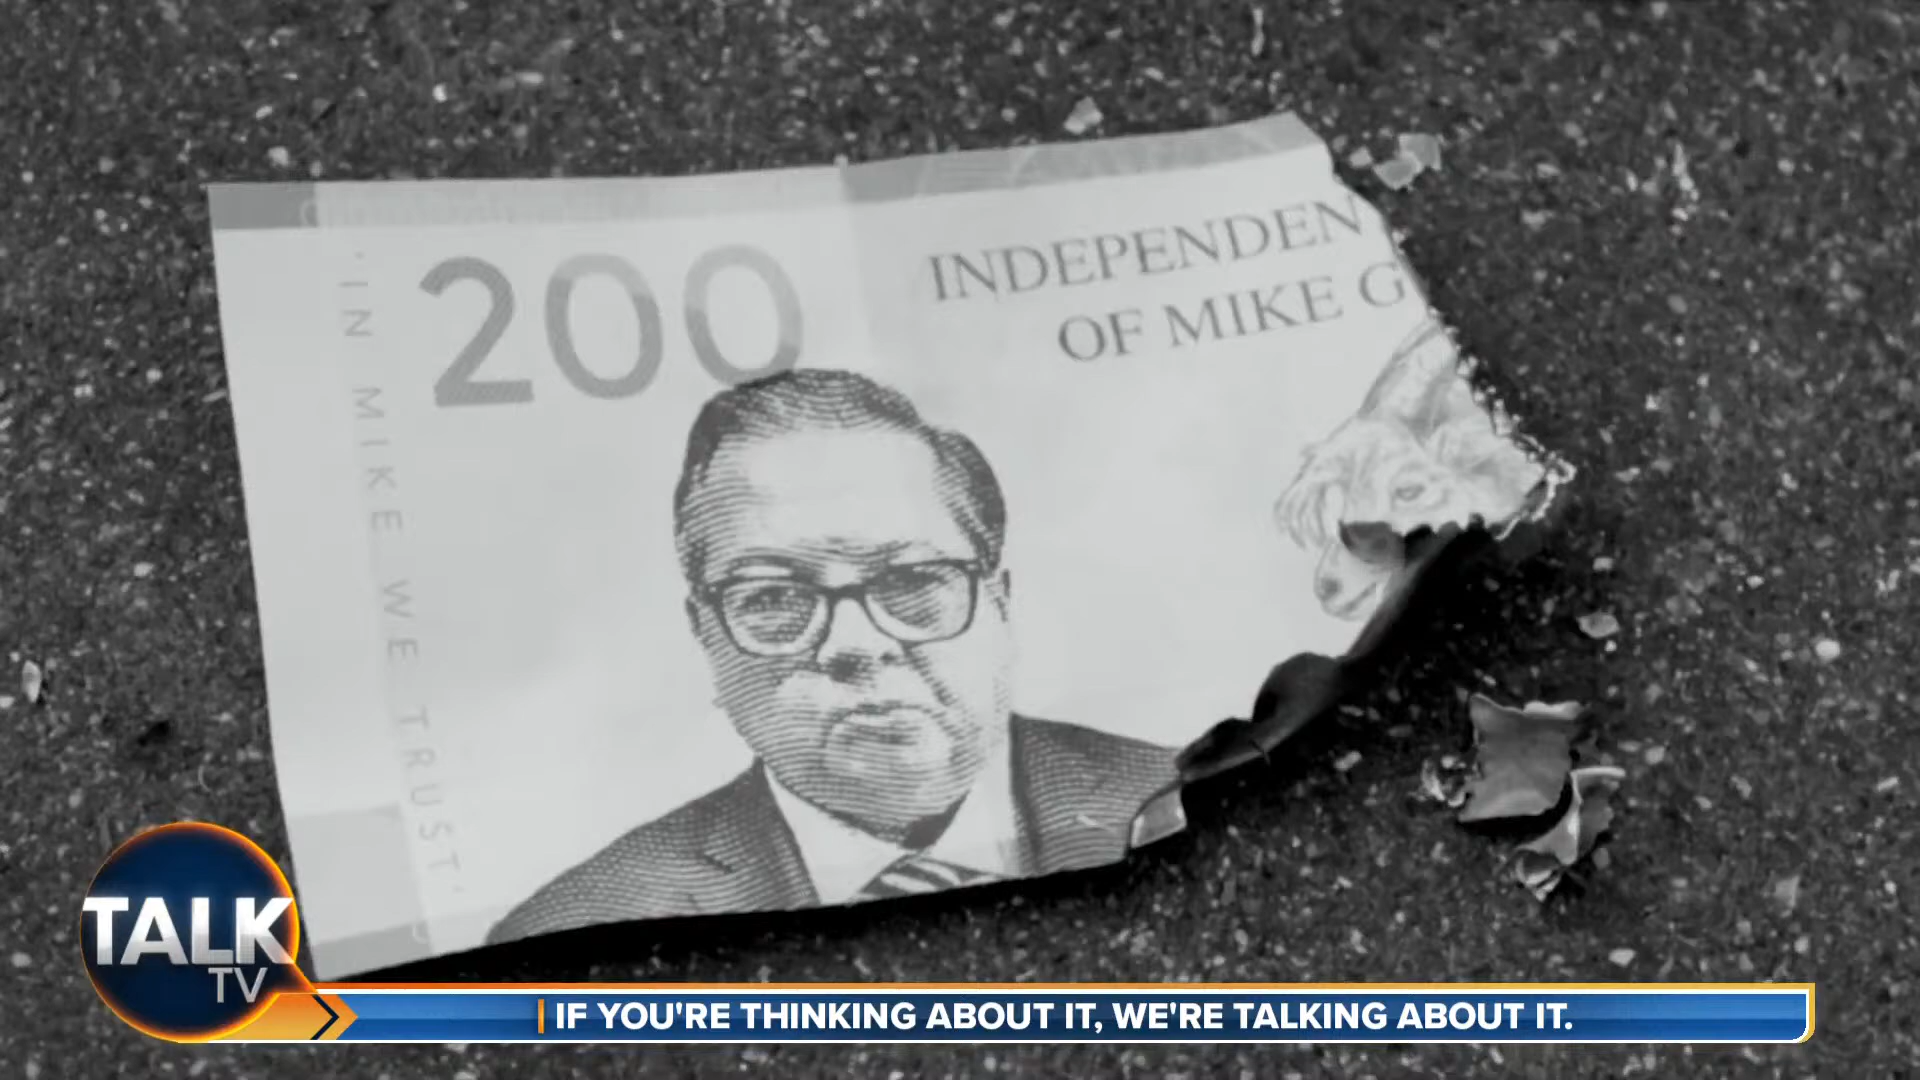 200
INDEPENDEN
OF MIKE G
'IN MIKE WE TRUST'
TALK
TV
IF YOU'RE THINKING ABOUT IT, WE'RE TALKING ABOUT IT.